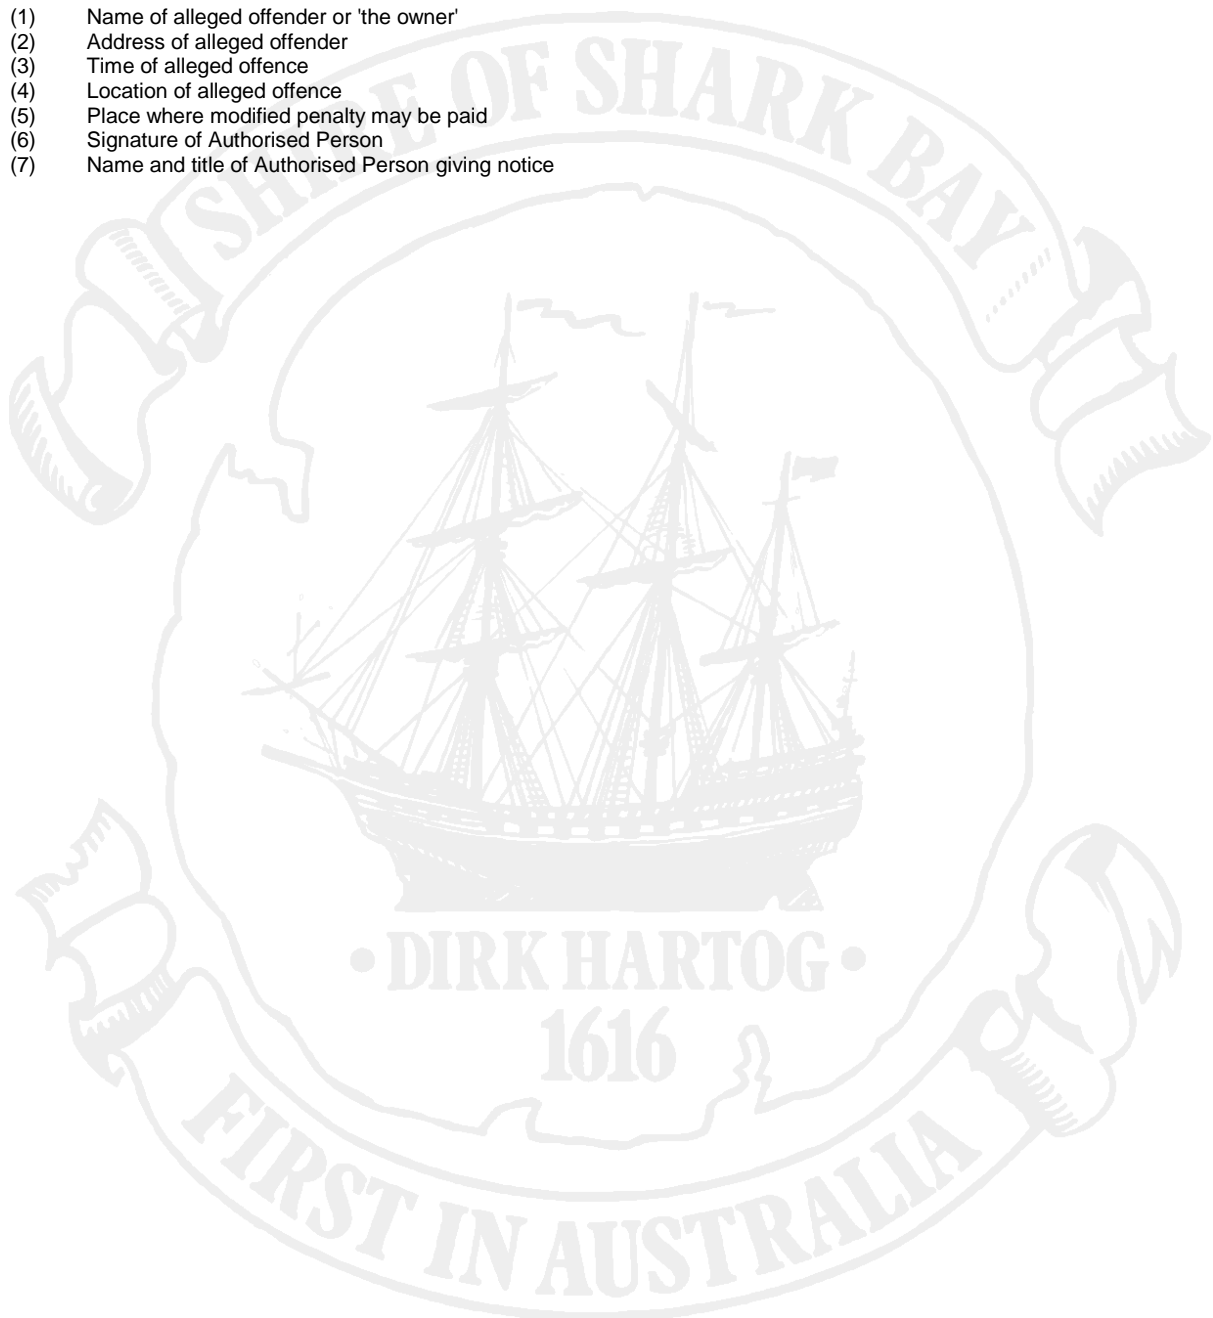 (1) Name of alleged offender or 'the owner'
(2) Address of alleged offender
(3) Time of alleged offence
(4) Location of alleged offence
(5) Place where modified penalty may be paid
(6) Signature of Authorised Person
(7) Name and title of Authorised Person giving notice
SHIRE OF SHARK BAY
• DIRK HARTOG •
1616
FIRST IN AUSTRALIA